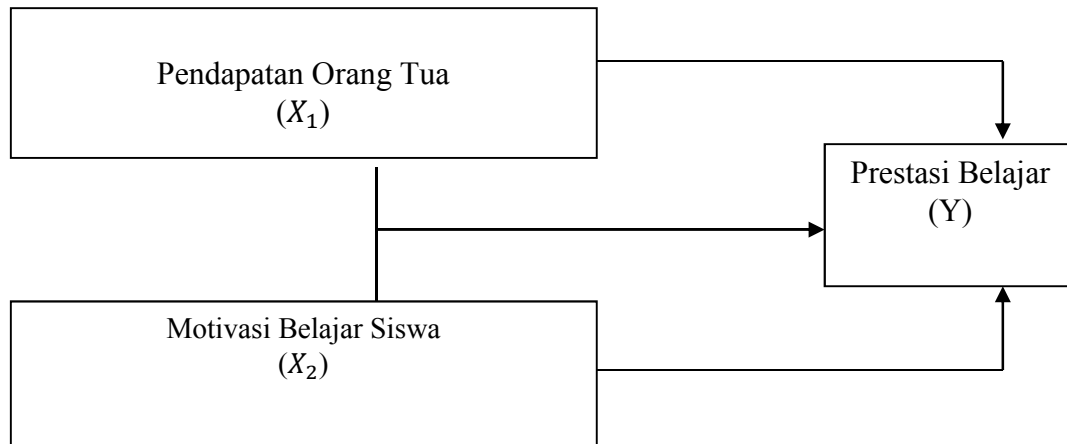 Pendapatan Orang Tua
(𝑋₁)
Prestasi Belajar
(Y)
Motivasi Belajar Siswa
(𝑋₂)